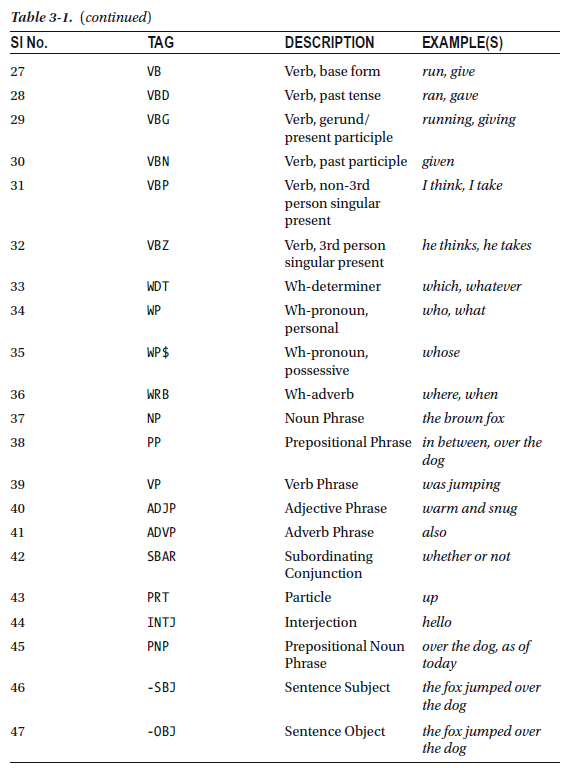 Table 3-1. (continued)
SI No. TAG DESCRIPTION EXAMPLE(S)
27 VB Verb, base form run, give
28 VBD Verb, past tense ran, gave
29 VBG Verb, gerund/ running, giving
present participle
30 VBN Verb, past participle given
31 VBP Verb, non-3rd I think, I take
person singular
present
32 VBZ Verb, 3rd person he thinks, he takes
singular present
33 WDT Wh-determiner which, whatever
34 WP Wh-pronoun, who, what
personal
35 WP$ Wh-pronoun, whose
possessive
36 WRB Wh-adverb where, when
37 NP Noun Phrase the brown fox
38 PP Prepositional Phrase in between, over the
dog
39 VP Verb Phrase was jumping
40 ADJP Adjective Phrase warm and snug
41 ADVP Adverb Phrase also
42 SBAR Subordinating whether or not
Conjunction
43 PRT Particle up
44 INTJ Interjection hello
45 PNP Prepositional Noun over the dog, as of
Phrase today
46 -SBJ Sentence Subject the fox jumped over
the dog
47 -OBJ Sentence Object the fox jumped over
the dog